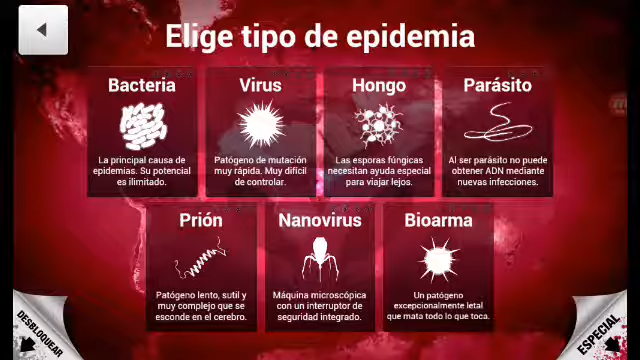 Elige tipo de epidemia
Bacteria
La principal causa de
epidemias. Su potencial
es ilimitado.
Virus
Patógeno de mutación
muy rápida. Muy difícil
de controlar.
Hongo
Las esporas fúngicas
necesitan ayuda especial
para viajar lejos.
Parásito
Al ser parásito no puede
obtener ADN mediante
nuevas infecciones.
Prión
Patógeno lento, sutil y
muy complejo que se
esconde en el cerebro.
Nanovirus
Máquina microscópica
con un interruptor de
seguridad integrado.
Bioarma
Un patógeno
excepcionalmente letal
que mata todo lo que toca.
DESBLOQUEAR
ESPECIAL